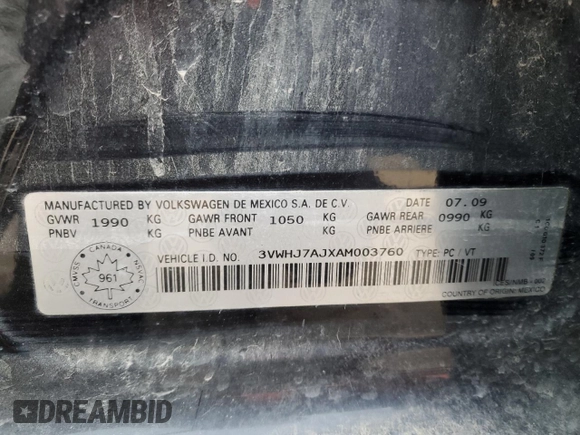 MANUFACTURED BY VOLKSWAGEN DE MEXICO S.A. DE C.V. DATE 07.09
GVWR 1990 KG GAWR FRONT 1050 KG GAWR REAR 0990 KG
PNBV KG PNBE AVANT KG PNBE ARRIERE KG
VEHICLE I.D. NO. 3VWHJ7AJXAM003760 TYPE: PC / VT
CANADA
CMVSS NSVAC
961
TRANSPORT
COUNTRY OF ORIGIN: MEXICO
DREAMBID